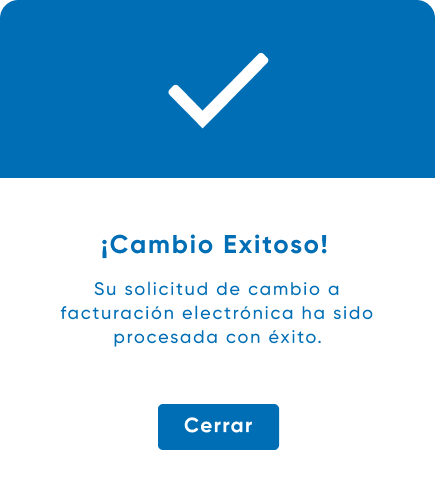 ¡Cambio Exitoso!
Su solicitud de cambio a
facturación electrónica ha sido
procesada con éxito.
Cerrar